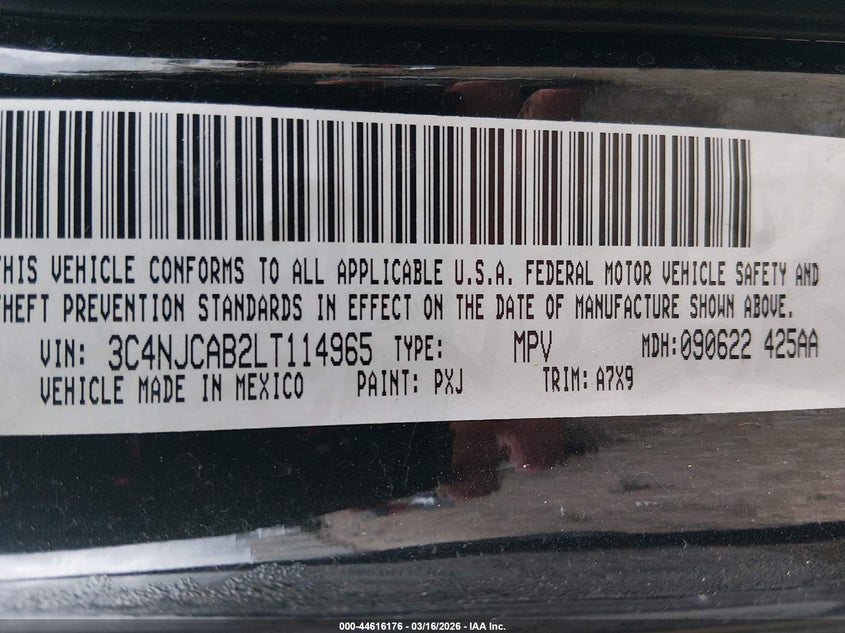 THIS VEHICLE CONFORMS TO ALL APPLICABLE U.S.A. FEDERAL MOTOR VEHICLE SAFETY AND
THEFT PREVENTION STANDARDS IN EFFECT ON THE DATE OF MANUFACTURE SHOWN ABOVE.
VIN: 3C4NJCAB2LT114965 TYPE: MPV MDH:090622 425AA
VEHICLE MADE IN MEXICO PAINT: PXJ TRIM: A7X9
000-44616176 - 03/16/2026 - IAA Inc.